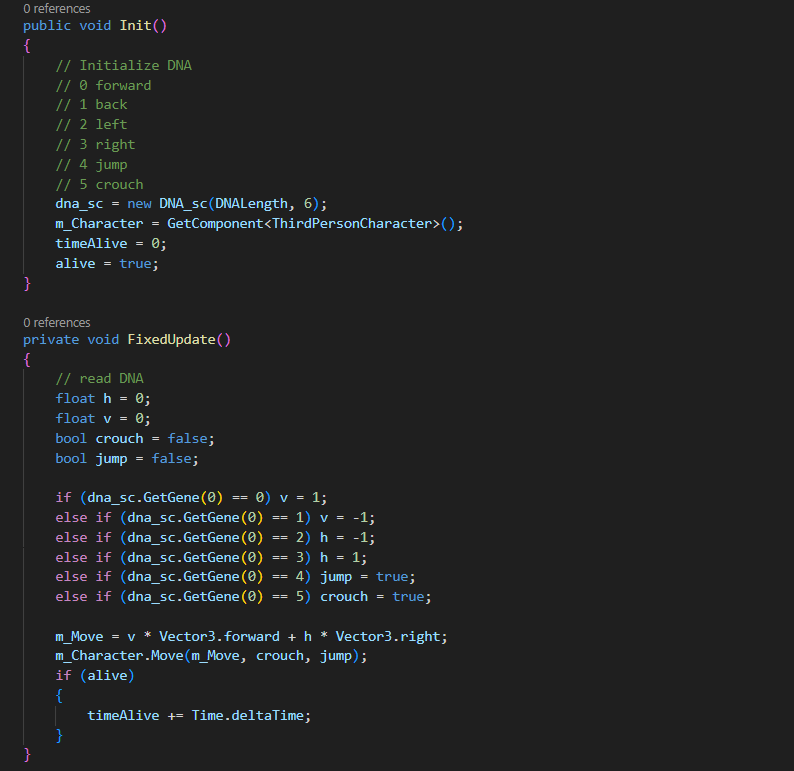 0 references
public void Init()
{
    // Initialize DNA
    // 0 forward
    // 1 back
    // 2 left
    // 3 right
    // 4 jump
    // 5 crouch
    dna_sc = new DNA_sc(DNALength, 6);
    m_Character = GetComponent<ThirdPersonCharacter>();
    timeAlive = 0;
    alive = true;
}
0 references
private void FixedUpdate()
{
    // read DNA
    float h = 0;
    float v = 0;
    bool crouch = false;
    bool jump = false;
    if (dna_sc.GetGene(0) == 0) v = 1;
    else if (dna_sc.GetGene(0) == 1) v = -1;
    else if (dna_sc.GetGene(0) == 2) h = -1;
    else if (dna_sc.GetGene(0) == 3) h = 1;
    else if (dna_sc.GetGene(0) == 4) jump = true;
    else if (dna_sc.GetGene(0) == 5) crouch = true;
    m_Move = v * Vector3.forward + h * Vector3.right;
    m_Character.Move(m_Move, crouch, jump);
    if (alive)
    {
        timeAlive += Time.deltaTime;
    }
}